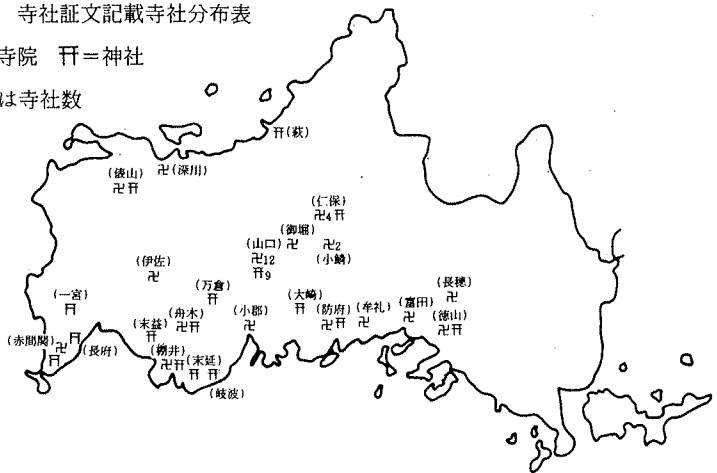 寺社証文記載寺社分布表
寺院 ⛩=神社
は寺社数
⛩(萩)
(俵山)
卍⛩
卍(深川)
(仁保)
卍4⛩
(御堀)
卍
卍2
(小鯖)
(山口)
卍12
⛩9
(伊佐)
卍
(万倉)
⛩
(一宮)
⛩
(末益)
⛩
(舟木)
卍⛩
(小郡)
卍
(大崎)
⛩
(防府)
卍⛩
(牟礼)
卍
(富田)
卍
(長穂)
卍
(徳山)
卍⛩
(赤間関)
卍
⛩
⛩
(長府)
(棚井)
卍⛩
(末延)
⛩ ⛩
(岐波)